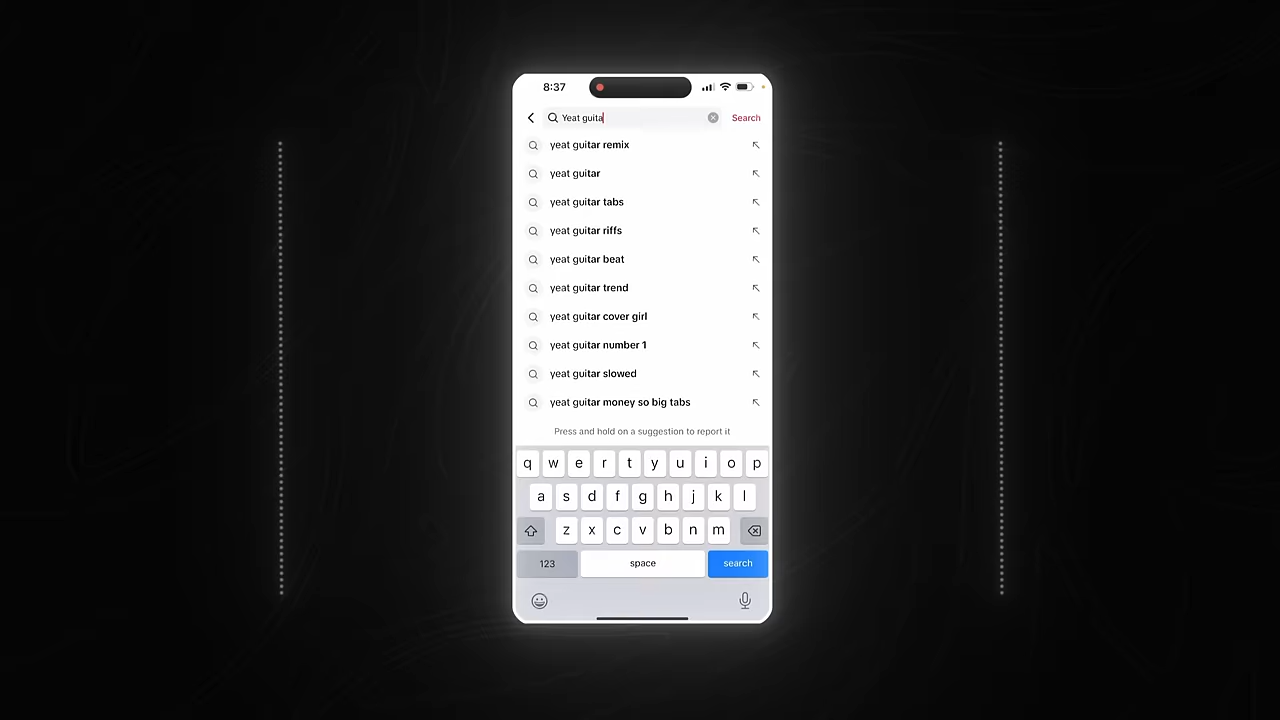 8:37
Yeat guita
Search
yeat guitar remix
yeat guitar
yeat guitar tabs
yeat guitar riffs
yeat guitar beat
yeat guitar trend
yeat guitar cover girl
yeat guitar number 1
yeat guitar slowed
yeat guitar money so big tabs
Press and hold on a suggestion to report it
q w e r t y u i o p
a s d f g h j k l
z x c v b n m
123 space search